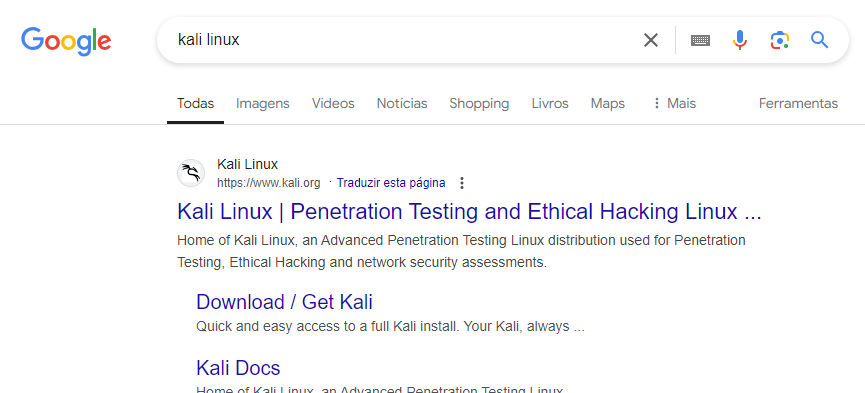 Google
kali linux
Todas Imagens Videos Notícias Shopping Livros Maps Mais Ferramentas
Kali Linux
https://www.kali.org · Traduzir esta página
Kali Linux | Penetration Testing and Ethical Hacking Linux ...
Home of Kali Linux, an Advanced Penetration Testing Linux distribution used for Penetration
Testing, Ethical Hacking and network security assessments.
Download / Get Kali
Quick and easy access to a full Kali install. Your Kali, always ...
Kali Docs
Home of Kali Linux, an Advanced Penetration Testing Linux